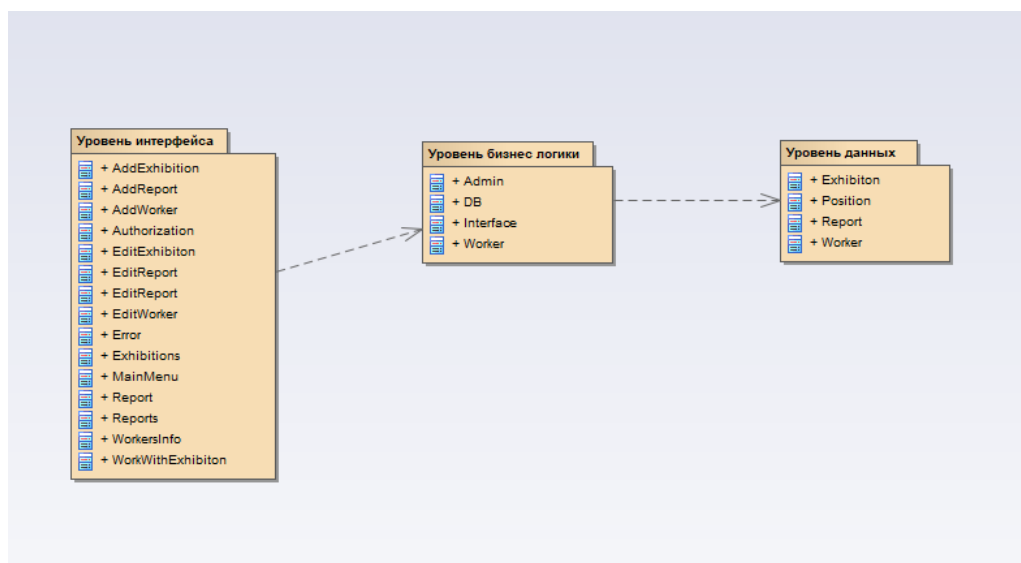 Уровень интерфейса
+ AddExhibition
+ AddReport
+ AddWorker
+ Authorization
+ EditExhibiton
+ EditReport
+ EditReport
+ EditWorker
+ Error
+ Exhibitions
+ MainMenu
+ Report
+ Reports
+ WorkersInfo
+ WorkWithExhibiton
Уровень бизнес логики
+ Admin
+ DB
+ Interface
+ Worker
Уровень данных
+ Exhibiton
+ Position
+ Report
+ Worker